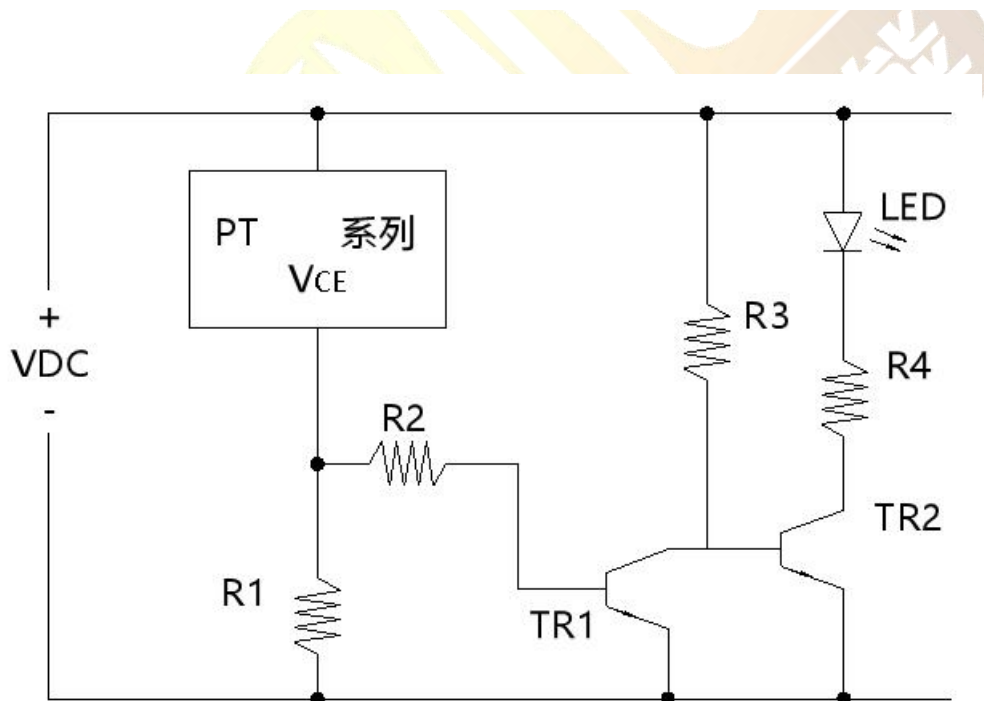 LED
PT 系列
VCE
R3
+
VDC
-
R4
R2
TR2
R1
TR1